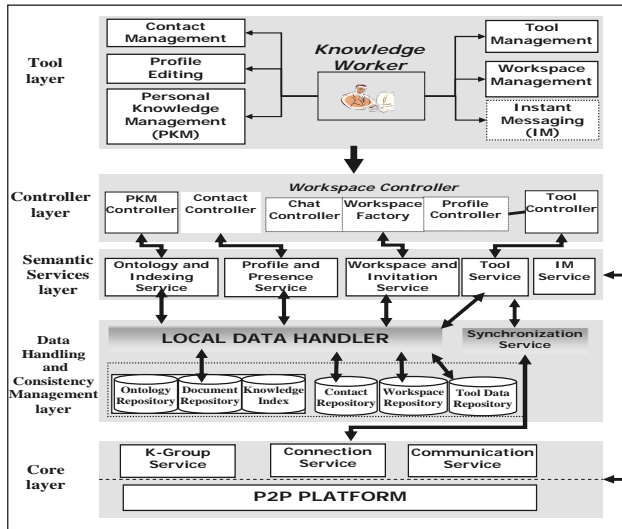 Tool
layer
Contact
Management
Profile
Editing
Personal
Knowledge
Management
(PKM)
Knowledge
Worker
Tool
Management
Workspace
Management
Instant
Messaging
(IM)
Controller
layer
Workspace Controller
PKM
Controller
Contact
Controller
Chat
Controller
Workspace
Factory
Profile
Controller
Tool
Controller
Semantic
Services
layer
Ontology and
Indexing
Service
Profile and
Presence
Service
Workspace and
Invitation
Service
Tool
Service
IM
Service
Data
Handling
and
Consistency
Management
layer
LOCAL DATA HANDLER
Synchronization
Service
Ontology
Repository
Document
Repository
Knowledge
Index
Contact
Repository
Workspace
Repository
Tool Data
Repository
Core
layer
K-Group
Service
Connection
Service
Communication
Service
P2P PLATFORM